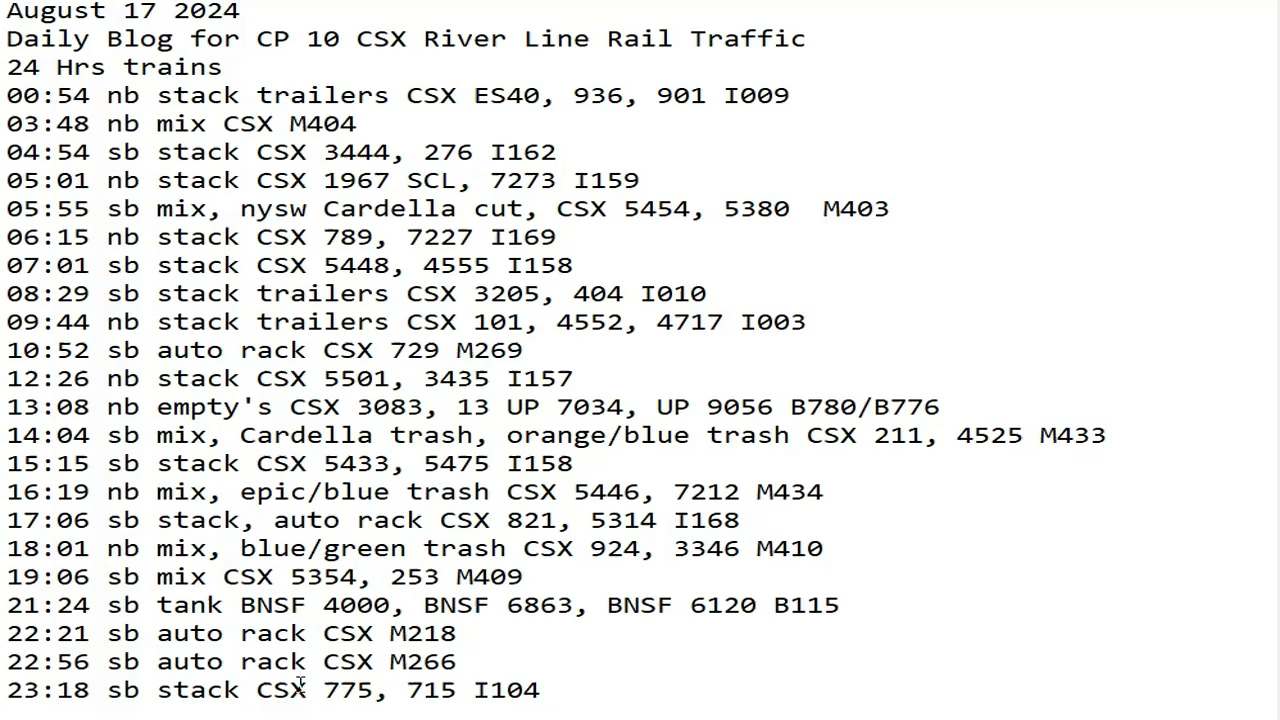 August 17 2024
Daily Blog for CP 10 CSX River Line Rail Traffic
24 Hrs trains
00:54 nb stack trailers CSX ES40, 936, 901 I009
03:48 nb mix CSX M404
04:54 sb stack CSX 3444, 276 I162
05:01 nb stack CSX 1967 SCL, 7273 I159
05:55 sb mix, nysw Cardella cut, CSX 5454, 5380  M403
06:15 nb stack CSX 789, 7227 I169
07:01 sb stack CSX 5448, 4555 I158
08:29 sb stack trailers CSX 3205, 404 I010
09:44 nb stack trailers CSX 101, 4552, 4717 I003
10:52 sb auto rack CSX 729 M269
12:26 nb stack CSX 5501, 3435 I157
13:08 nb empty's CSX 3083, 13 UP 7034, UP 9056 B780/B776
14:04 sb mix, Cardella trash, orange/blue trash CSX 211, 4525 M433
15:15 sb stack CSX 5433, 5475 I158
16:19 nb mix, epic/blue trash CSX 5446, 7212 M434
17:06 sb stack, auto rack CSX 821, 5314 I168
18:01 nb mix, blue/green trash CSX 924, 3346 M410
19:06 sb mix CSX 5354, 253 M409
21:24 sb tank BNSF 4000, BNSF 6863, BNSF 6120 B115
22:21 sb auto rack CSX M218
22:56 sb auto rack CSX M266
23:18 sb stack CSX 775, 715 I104